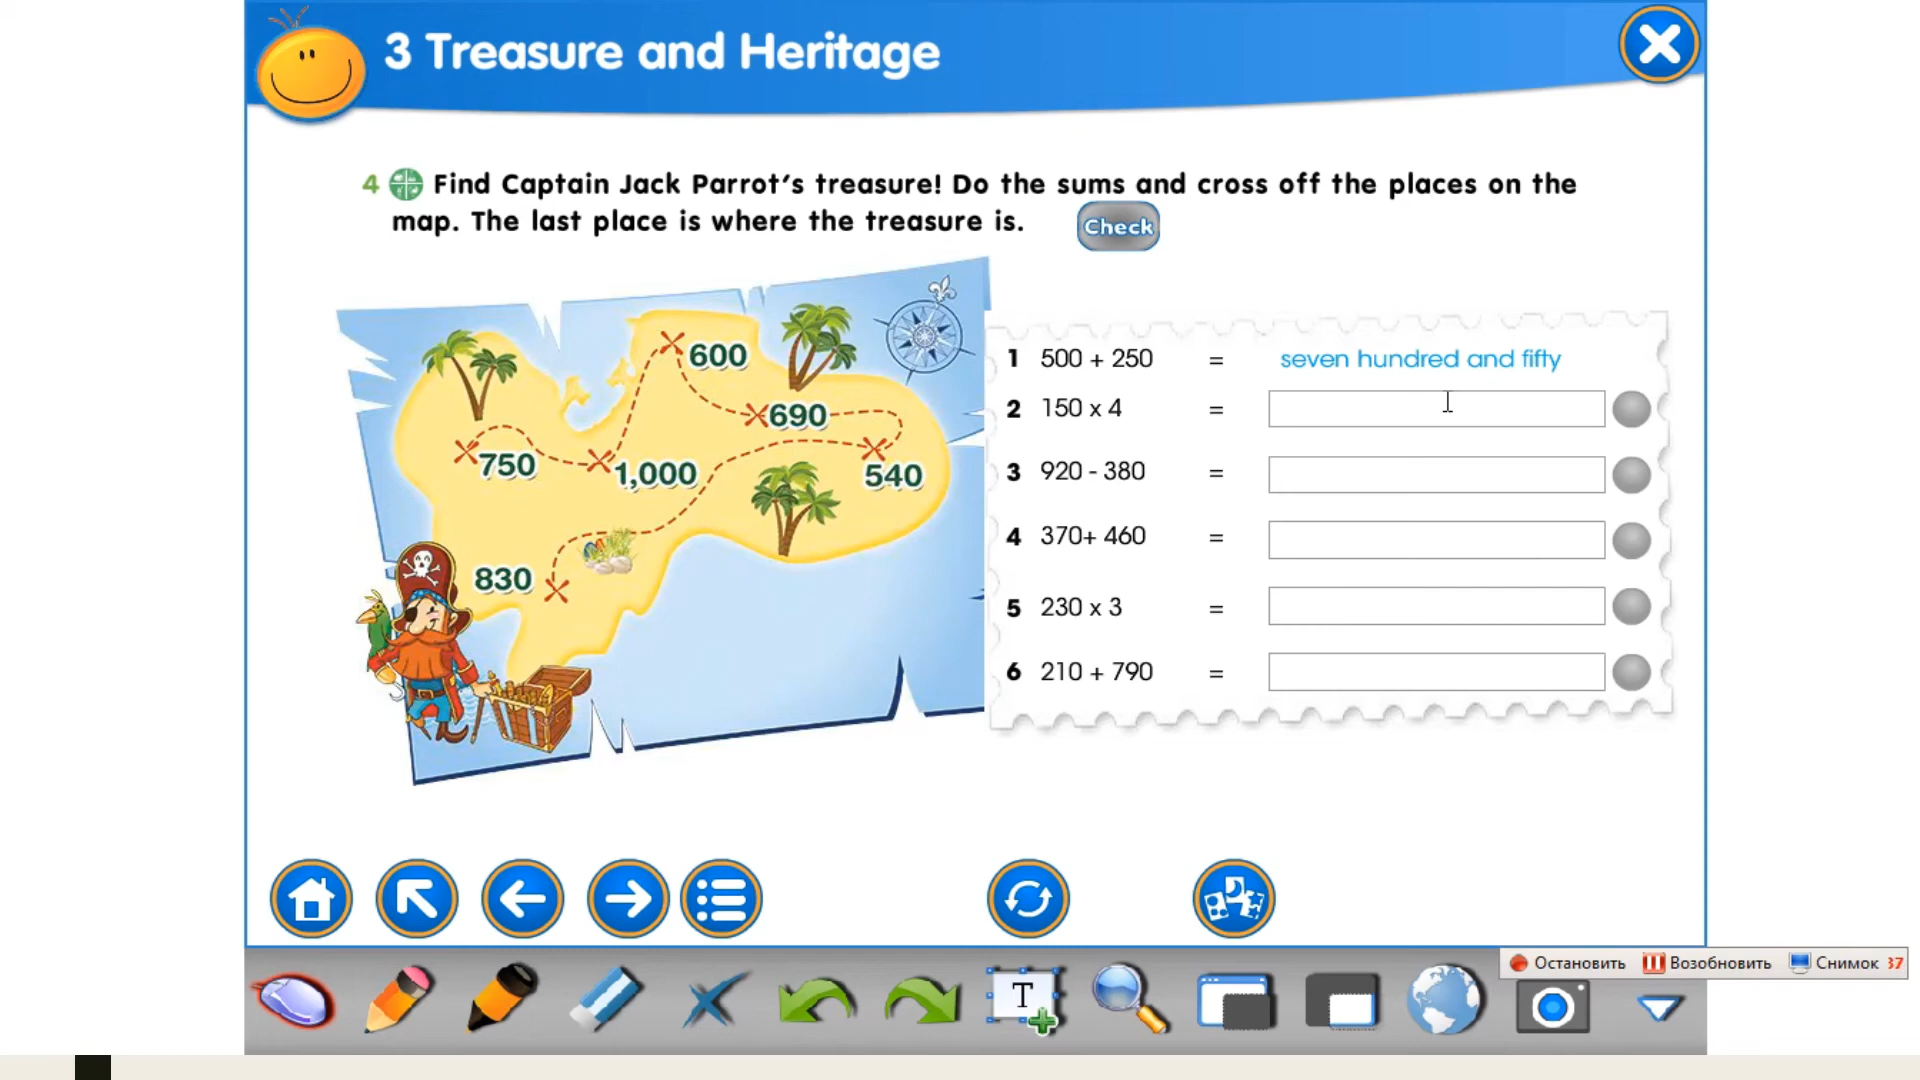 3 Treasure and Heritage
4 Find Captain Jack Parrot's treasure! Do the sums and cross off the places on the
map. The last place is where the treasure is.
Check
600
690
750
1,000
540
830
1 500 + 250 = seven hundred and fifty
2 150 x 4 =
3 920 - 380 =
4 370+ 460 =
5 230 x 3 =
6 210 + 790 =
T
Остановить Возобновить Снимок 37